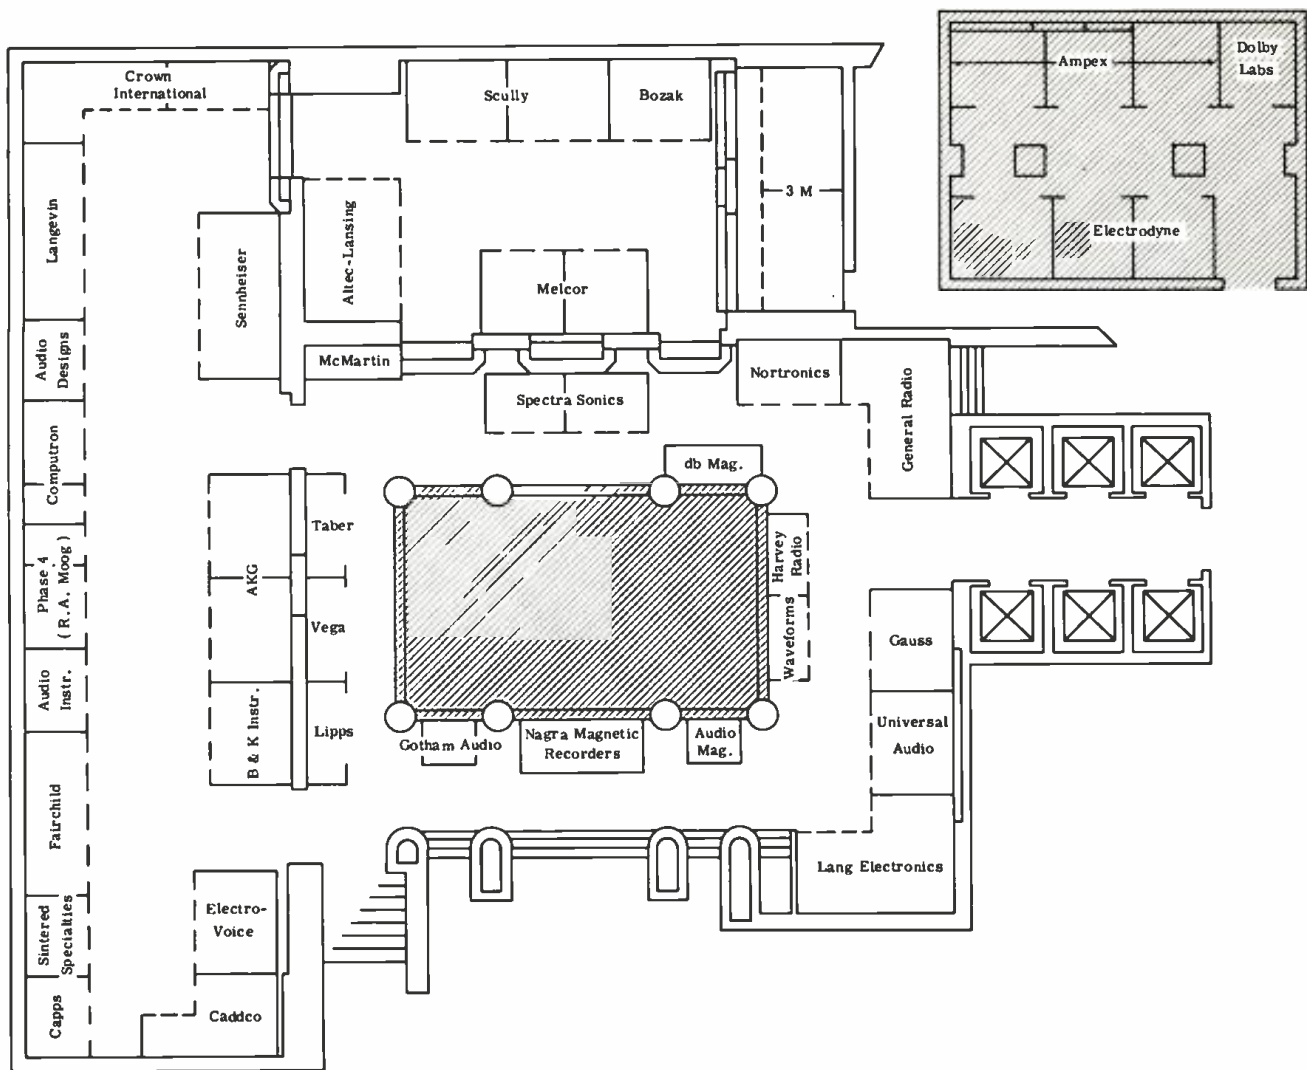 Crown
International
Scully
Bozak
Ampex
Dolby
Labs
Langevin
Sennheiser
Altec-Lansing
3 M
Melcor
Electrodyne
Audio
Designs
McMartin
Spectra Sonics
Nortronics
General Radio
Computron
db Mag.
Taber
AKG
Harvey
Radio
Phase 4
( R.A. Moog )
Vega
Waveforms
Gauss
Audio
Instr.
B & K Instr.
Lipps
Gotham Audio
Nagra Magnetic
Recorders
Audio
Mag.
Universal
Audio
Fairchild
Lang Electronics
Sintered
Specialties
Electro-
Voice
Capps
Caddco